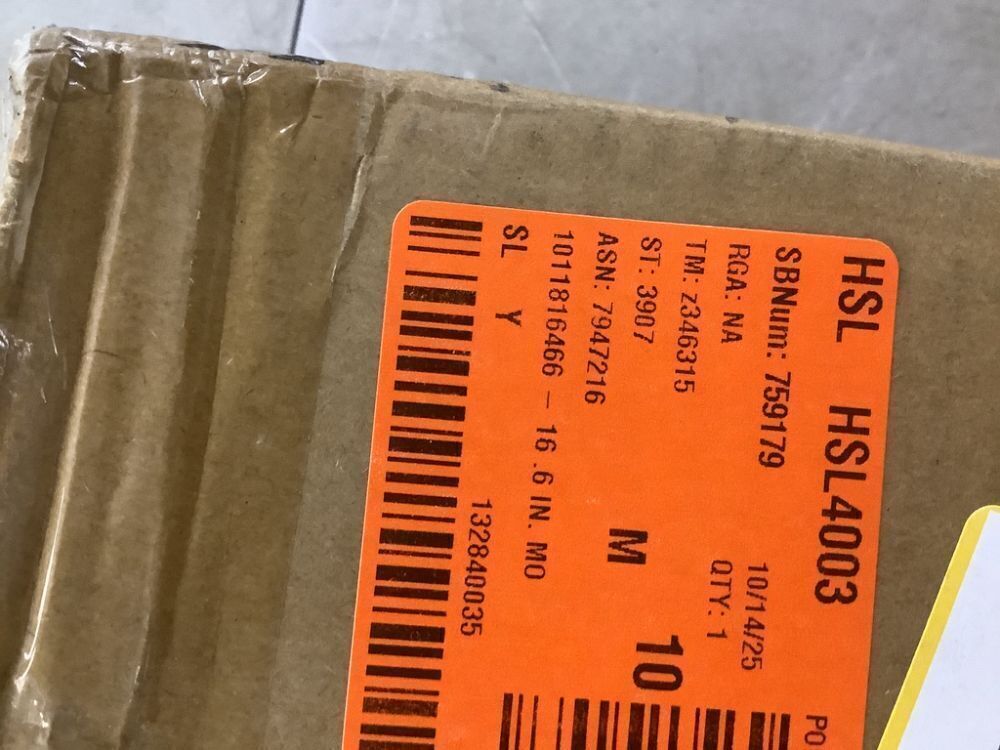 HSL HSL4003
SBNum: 759179
RGA: NA 10/14/25
TM: z346315 QTY: 1
ST: 3907
ASN: 7947216 M 10
1011816466 – 16 .6 IN. MO
SL Y
132840035
PO